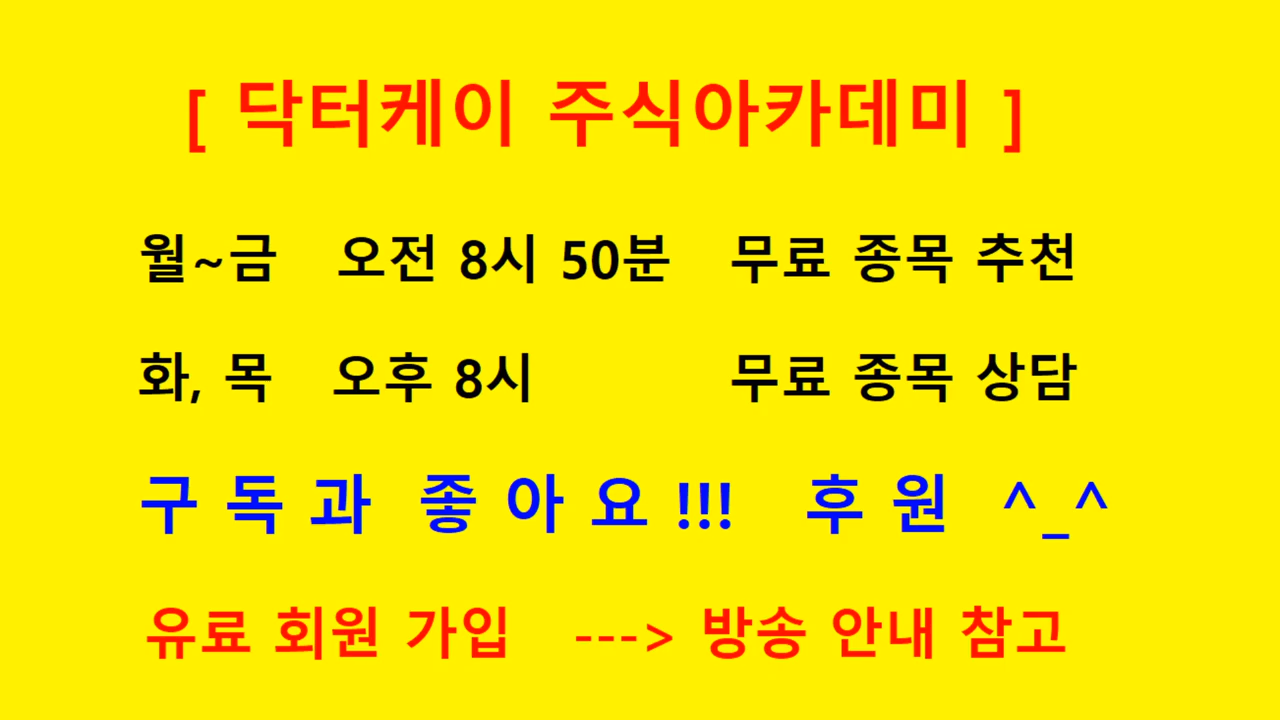 [ 닥터케이 주식아카데미 ]
월~금 오전 8시 50분 무료 종목 추천
화, 목 오후 8시 무료 종목 상담
구 독 과 좋 아 요 !!! 후 원 ^_^
유료 회원 가입 ---> 방송 안내 참고